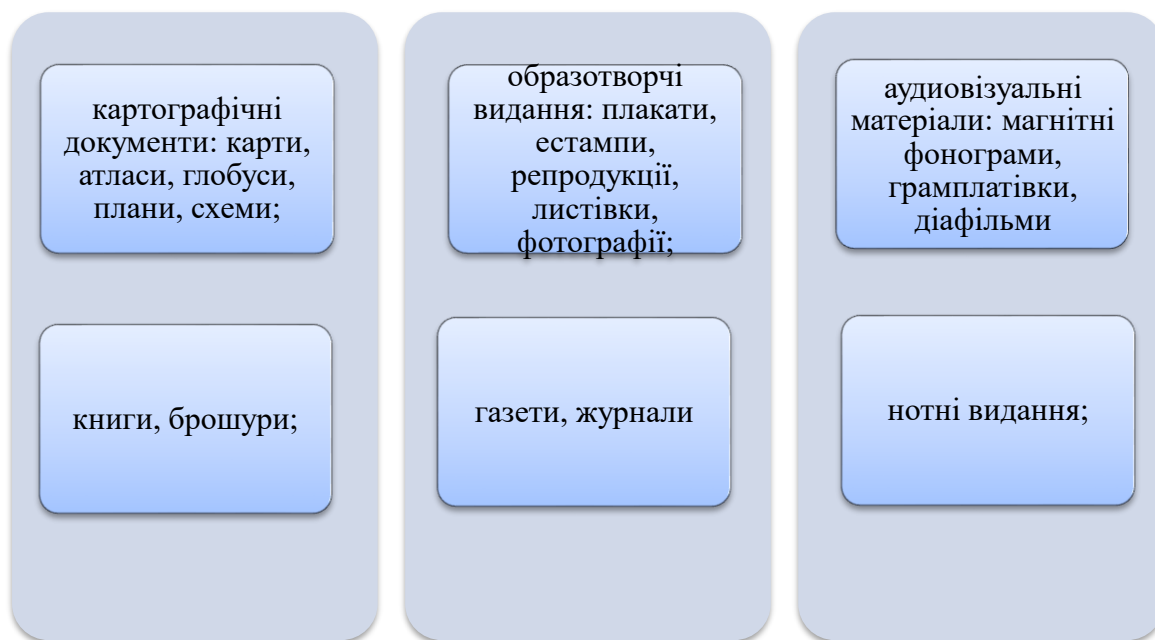 картографічні
документи: карти,
атласи, глобуси,
плани, схеми;
книги, брошури;
образотворчі
видання: плакати,
естампи,
репродукції,
листівки,
фотографії;
газети, журнали
аудиовізуальні
матеріали: магнітні
фонограми,
грамплатівки,
діафільми
нотні видання;